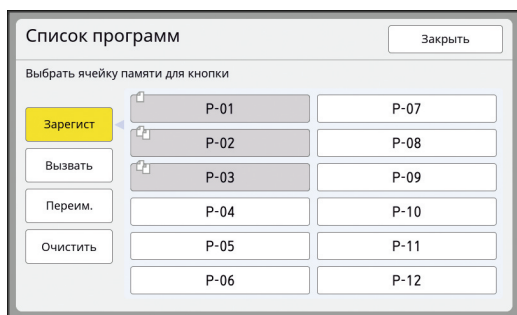 Список программ
Закрыть
Выбрать ячейку памяти для кнопки
Зарегист
Вызвать
Переим.
Очистить
P-01
P-02
P-03
P-04
P-05
P-06
P-07
P-08
P-09
P-10
P-11
P-12